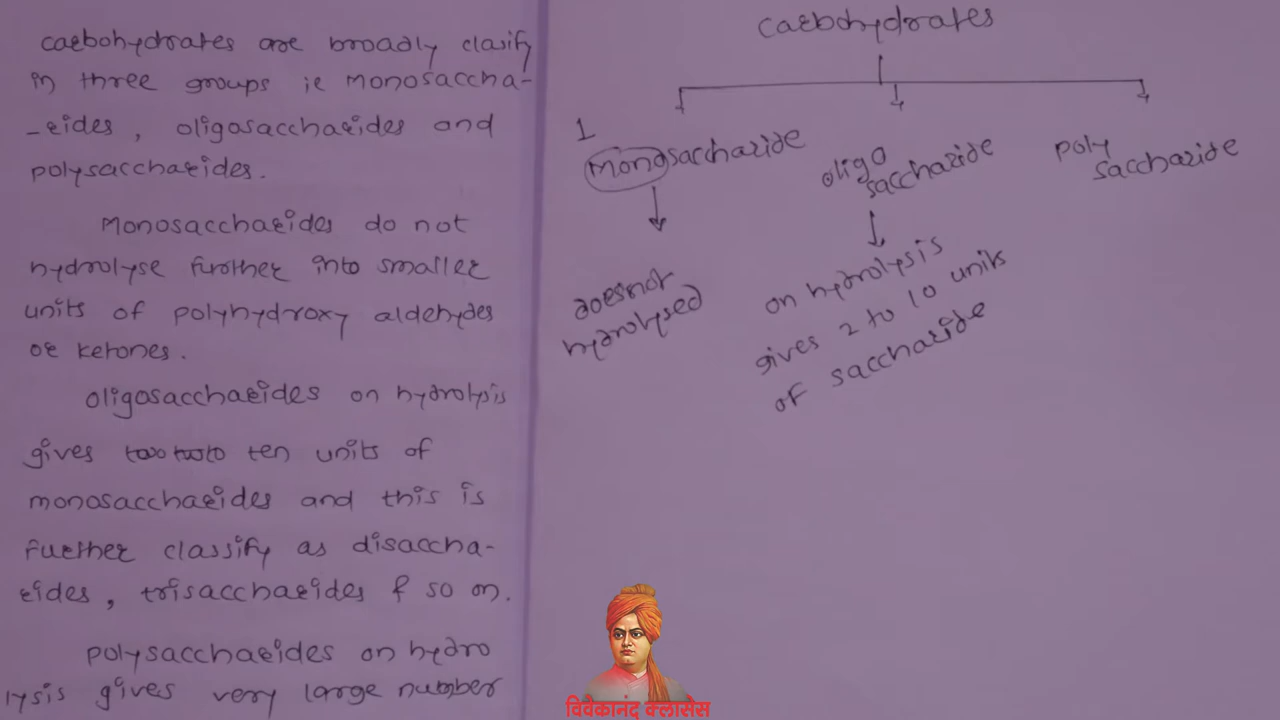 carbohydrates are broadly clasify
in three groups ie Monosaccha-
-rides, oligosaccharides and
polysaccharides.
Monosaccharides do not
hydrolyse further into smaller
units of polyhydroxy aldehydes
or ketones.
oligosaccharides on hydrolysis
gives two to ten units of
monosaccharides and this is
further classify as disaccha-
rides, trisaccharides & so on.
polysaccharides on hydro
lysis gives very large number
carbohydrates
1
Monosaccharide
oligo
saccharide
poly
saccharide
does not
hydrolysed
on hydrolysis
gives 2 to 10 units
of saccharide
विवेकानंद क्लासेस